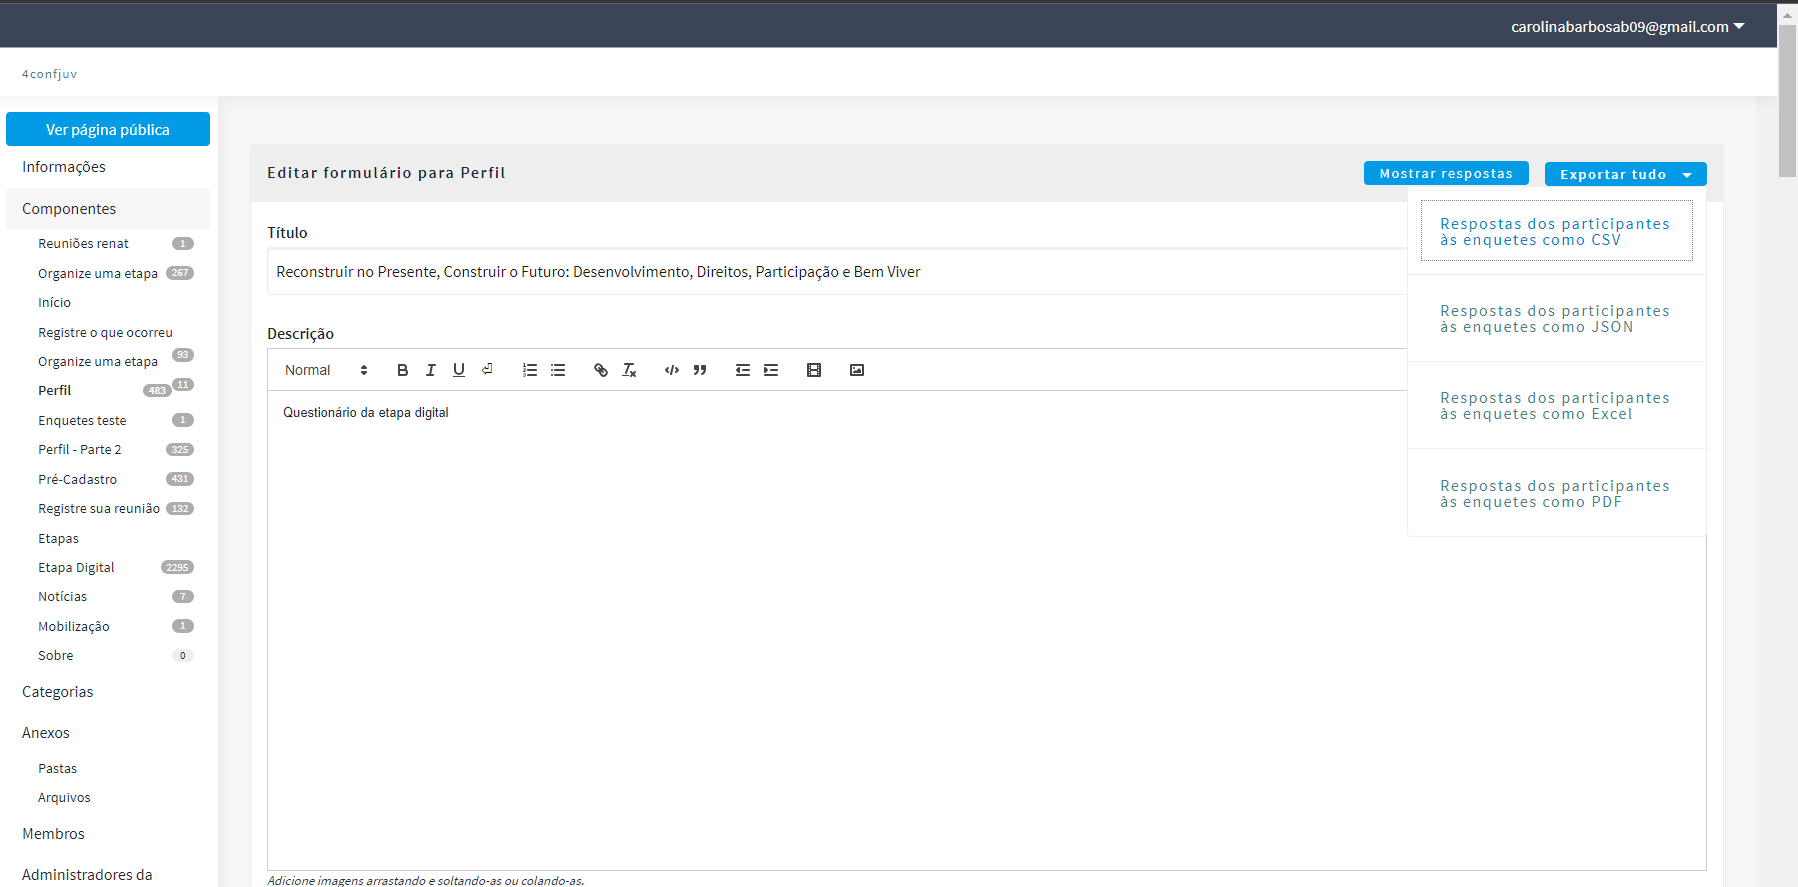 carolinabarbosab09@gmail.com
4confjuv
Ver página pública
Informações
Componentes
Reuniões renat 1
Organize uma etapa 267
Início
Registre o que ocorreu
Organize uma etapa 93
Perfil 483 11
Enquetes teste 1
Perfil - Parte 2 325
Pré-Cadastro 431
Registre sua reunião 132
Etapas
Etapa Digital 2295
Notícias 7
Mobilização 1
Sobre 0
Categorias
Anexos
Pastas
Arquivos
Membros
Administradores da
Editar formulário para Perfil
Mostrar respostas
Exportar tudo
Respostas dos participantes
às enquetes como CSV
Respostas dos participantes
às enquetes como JSON
Respostas dos participantes
às enquetes como Excel
Respostas dos participantes
às enquetes como PDF
Título
Reconstruir no Presente, Construir o Futuro: Desenvolvimento, Direitos, Participação e Bem Viver
Descrição
Normal
Questionário da etapa digital
Adicione imagens arrastando e soltando-as ou colando-as.